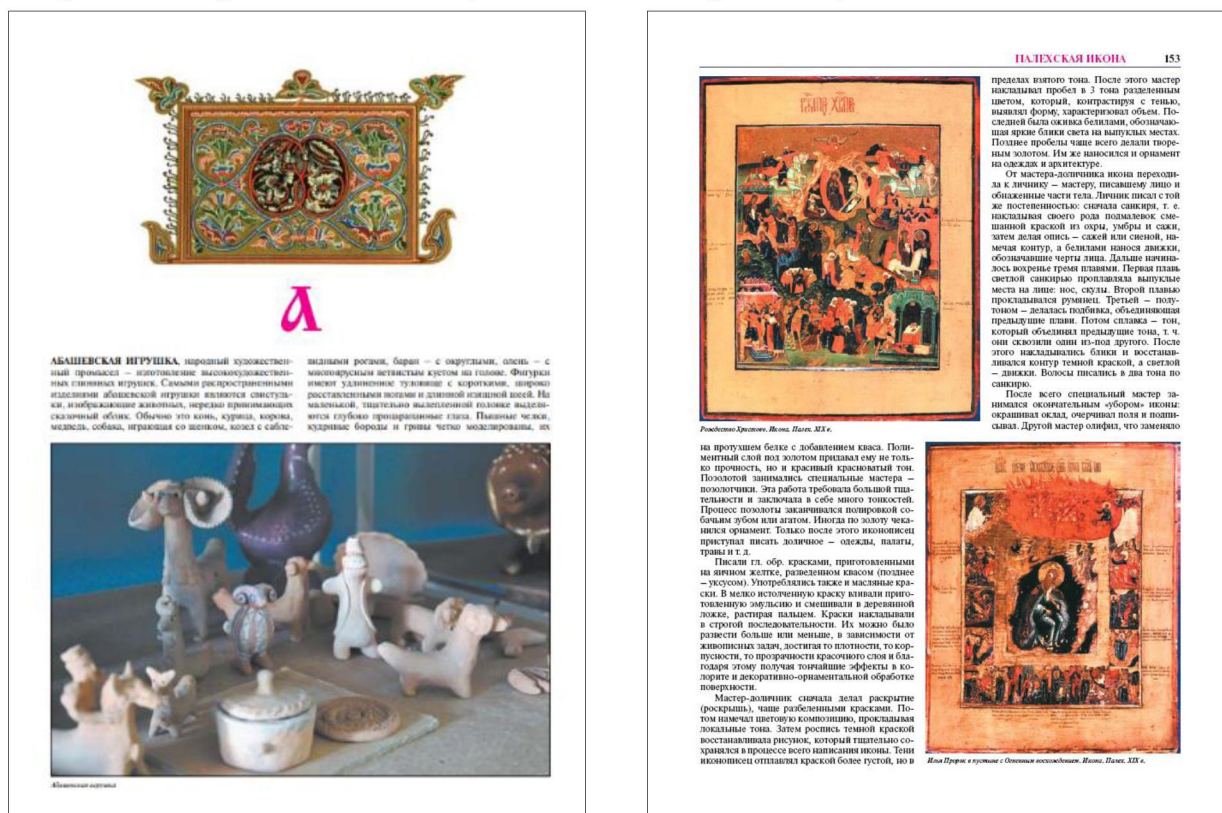 А
АБАШЕВСКАЯ ИГРУШКА, народный художествен-
ный промысел – изготовление высокохудожествен-
ных глиняных игрушек. Самыми распространенными
изделиями абашевской игрушки являются свистуль-
ки, изображающие животных, нередко принимающих
сказочный облик. Обычно это конь, курица, корова,
медведь, собака, играющая со щенком, козел с сабле-
видными рогами, баран – с округлыми, олень – с
многоярусным ветвистым кустом на голове. Фигурки
имеют удлиненное туловище с короткими, широко
расставленными ногами и длинной изящной шеей. На
маленькой, тщательно вылепленной головке выделя-
ются глубоко процарапанные глаза. Пышные челки,
кудрявые бороды и гривы четко моделированы, их
Абашевская игрушка
ПАЛЕХСКАЯ ИКОНА 153
Рождество Христово. Икона. Палех. XIX в.
на протухшем белке с добавлением кваса. Поли-
ментный слой под золотом придавал ему не толь-
ко прочность, но и красивый красноватый тон.
Позолотой занимались специальные мастера –
позолотчики. Эта работа требовала большой тща-
тельности и заключала в себе много тонкостей.
Процесс позолоты заканчивался полировкой со-
бачьим зубом или агатом. Иногда по золоту чека-
нился орнамент. Только после этого иконописец
приступал писать доличное – одежды, палаты,
травы и т. д.
Писали гл. обр. красками, приготовленными
на яичном желтке, разведенном квасом (позднее
– уксусом). Употреблялись также и масляные кра-
ски. В мелко истолченную краску вливали приго-
товленную эмульсию и смешивали в деревянной
ложке, растирая пальцем. Краски накладывали
в строгой последовательности. Их можно было
развести больше или меньше, в зависимости от
живописных задач, достигая то плотности, то кор-
пусности, то прозрачности красочного слоя и бла-
годаря этому получая тончайшие эффекты в ко-
лорите и декоративно-орнаментальной обработке
поверхности.
Мастер-доличник сначала делал раскрытие
(роскрышь), чаще разбеленными красками. По-
том намечал цветовую композицию, прокладывая
локальные тона. Затем роспись темной краской
восстанавливала рисунок, который тщательно со-
хранялся в процессе всего написания иконы. Тени
иконописец отплавлял краской более густой, но в
пределах взятого тона. После этого мастер
накладывал пробел в 3 тона разделенным
цветом, который, контрастируя с тенью,
выявлял форму, характеризовал объем. По-
следней была оживка белилами, обозначаю-
щая яркие блики света на выпуклых местах.
Позднее пробелы чаще всего делали творе-
ным золотом. Им же наносился и орнамент
на одеждах и архитектуре.
От мастера-доличника икона переходи-
ла к личнику – мастеру, писавшему лицо и
обнаженные части тела. Личник писал с той
же постепенностью: сначала санкиря, т. е.
накладывая своего рода подмалевок сме-
шанной краской из охры, умбры и сажи,
затем делая опись – сажей или сиеной, на-
мечая контур, а белилами нанося движки,
обозначавшие черты лица. Дальше начина-
лось вохренье тремя плавями. Первая плавь
светлой санкирью проплавляла выпуклые
места на лице: нос, скулы. Второй плавью
прокладывался румянец. Третьей – полу-
тоном – делалась подбивка, объединяющая
предыдущие плави. Потом сплавка – тон,
который объединял предыдущие тона, т. ч.
они сквозили один из-под другого. После
этого накладывались блики и восстанав-
ливался контур темной краской, а светлой
– движки. Волосы писались в два тона по
санкирю.
После всего специальный мастер за-
нимался окончательным «убором» иконы:
окрашивал оклад, очерчивал поля и подпи-
сывал. Другой мастер олифил, что заменяло
Илья Пророк в пустыне с Огненным восхождением. Икона. Палех. XIX в.